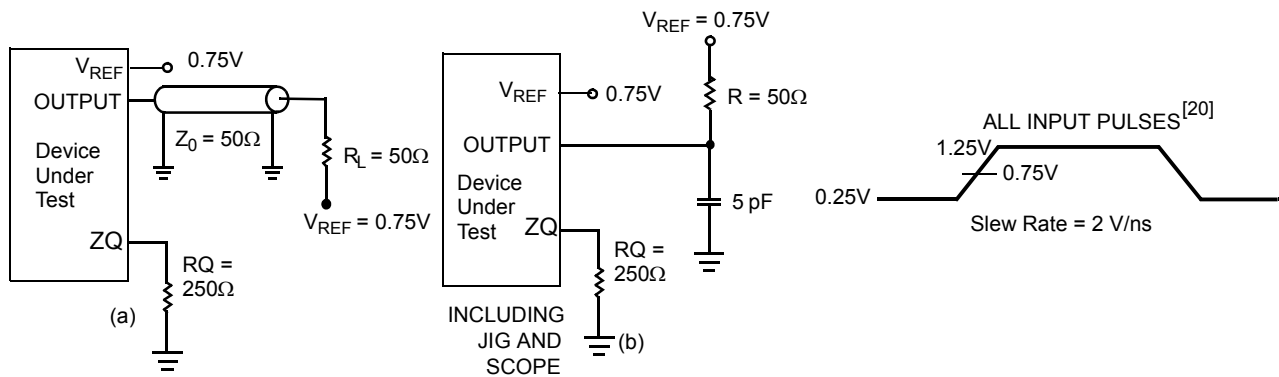 V_REF
0.75V
OUTPUT
Z_0 = 50Ω
Device
Under
Test
R_L = 50Ω
V_REF = 0.75V
ZQ
RQ =
250Ω
(a)
V_REF = 0.75V
V_REF
0.75V
R = 50Ω
OUTPUT
Device
Under
Test
5 pF
ZQ
RQ =
250Ω
INCLUDING
JIG AND
SCOPE
(b)
ALL INPUT PULSES[20]
1.25V
0.75V
0.25V
Slew Rate = 2 V/ns